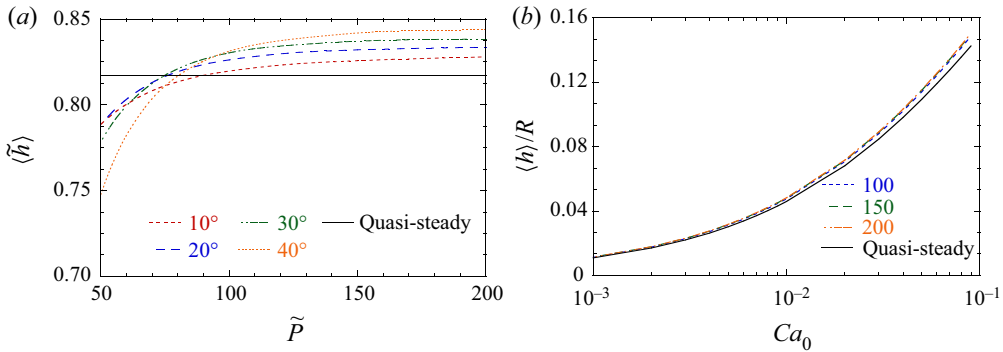 (a)
0.85
0.80
0.75
0.70
⟨h̃⟩
10°
20°
30°
40°
Quasi-steady
50
100
150
200
P̃
(b)
0.16
0.12
0.08
0.04
0
⟨h⟩/R
100
150
200
Quasi-steady
10⁻³
10⁻²
10⁻¹
Ca₀